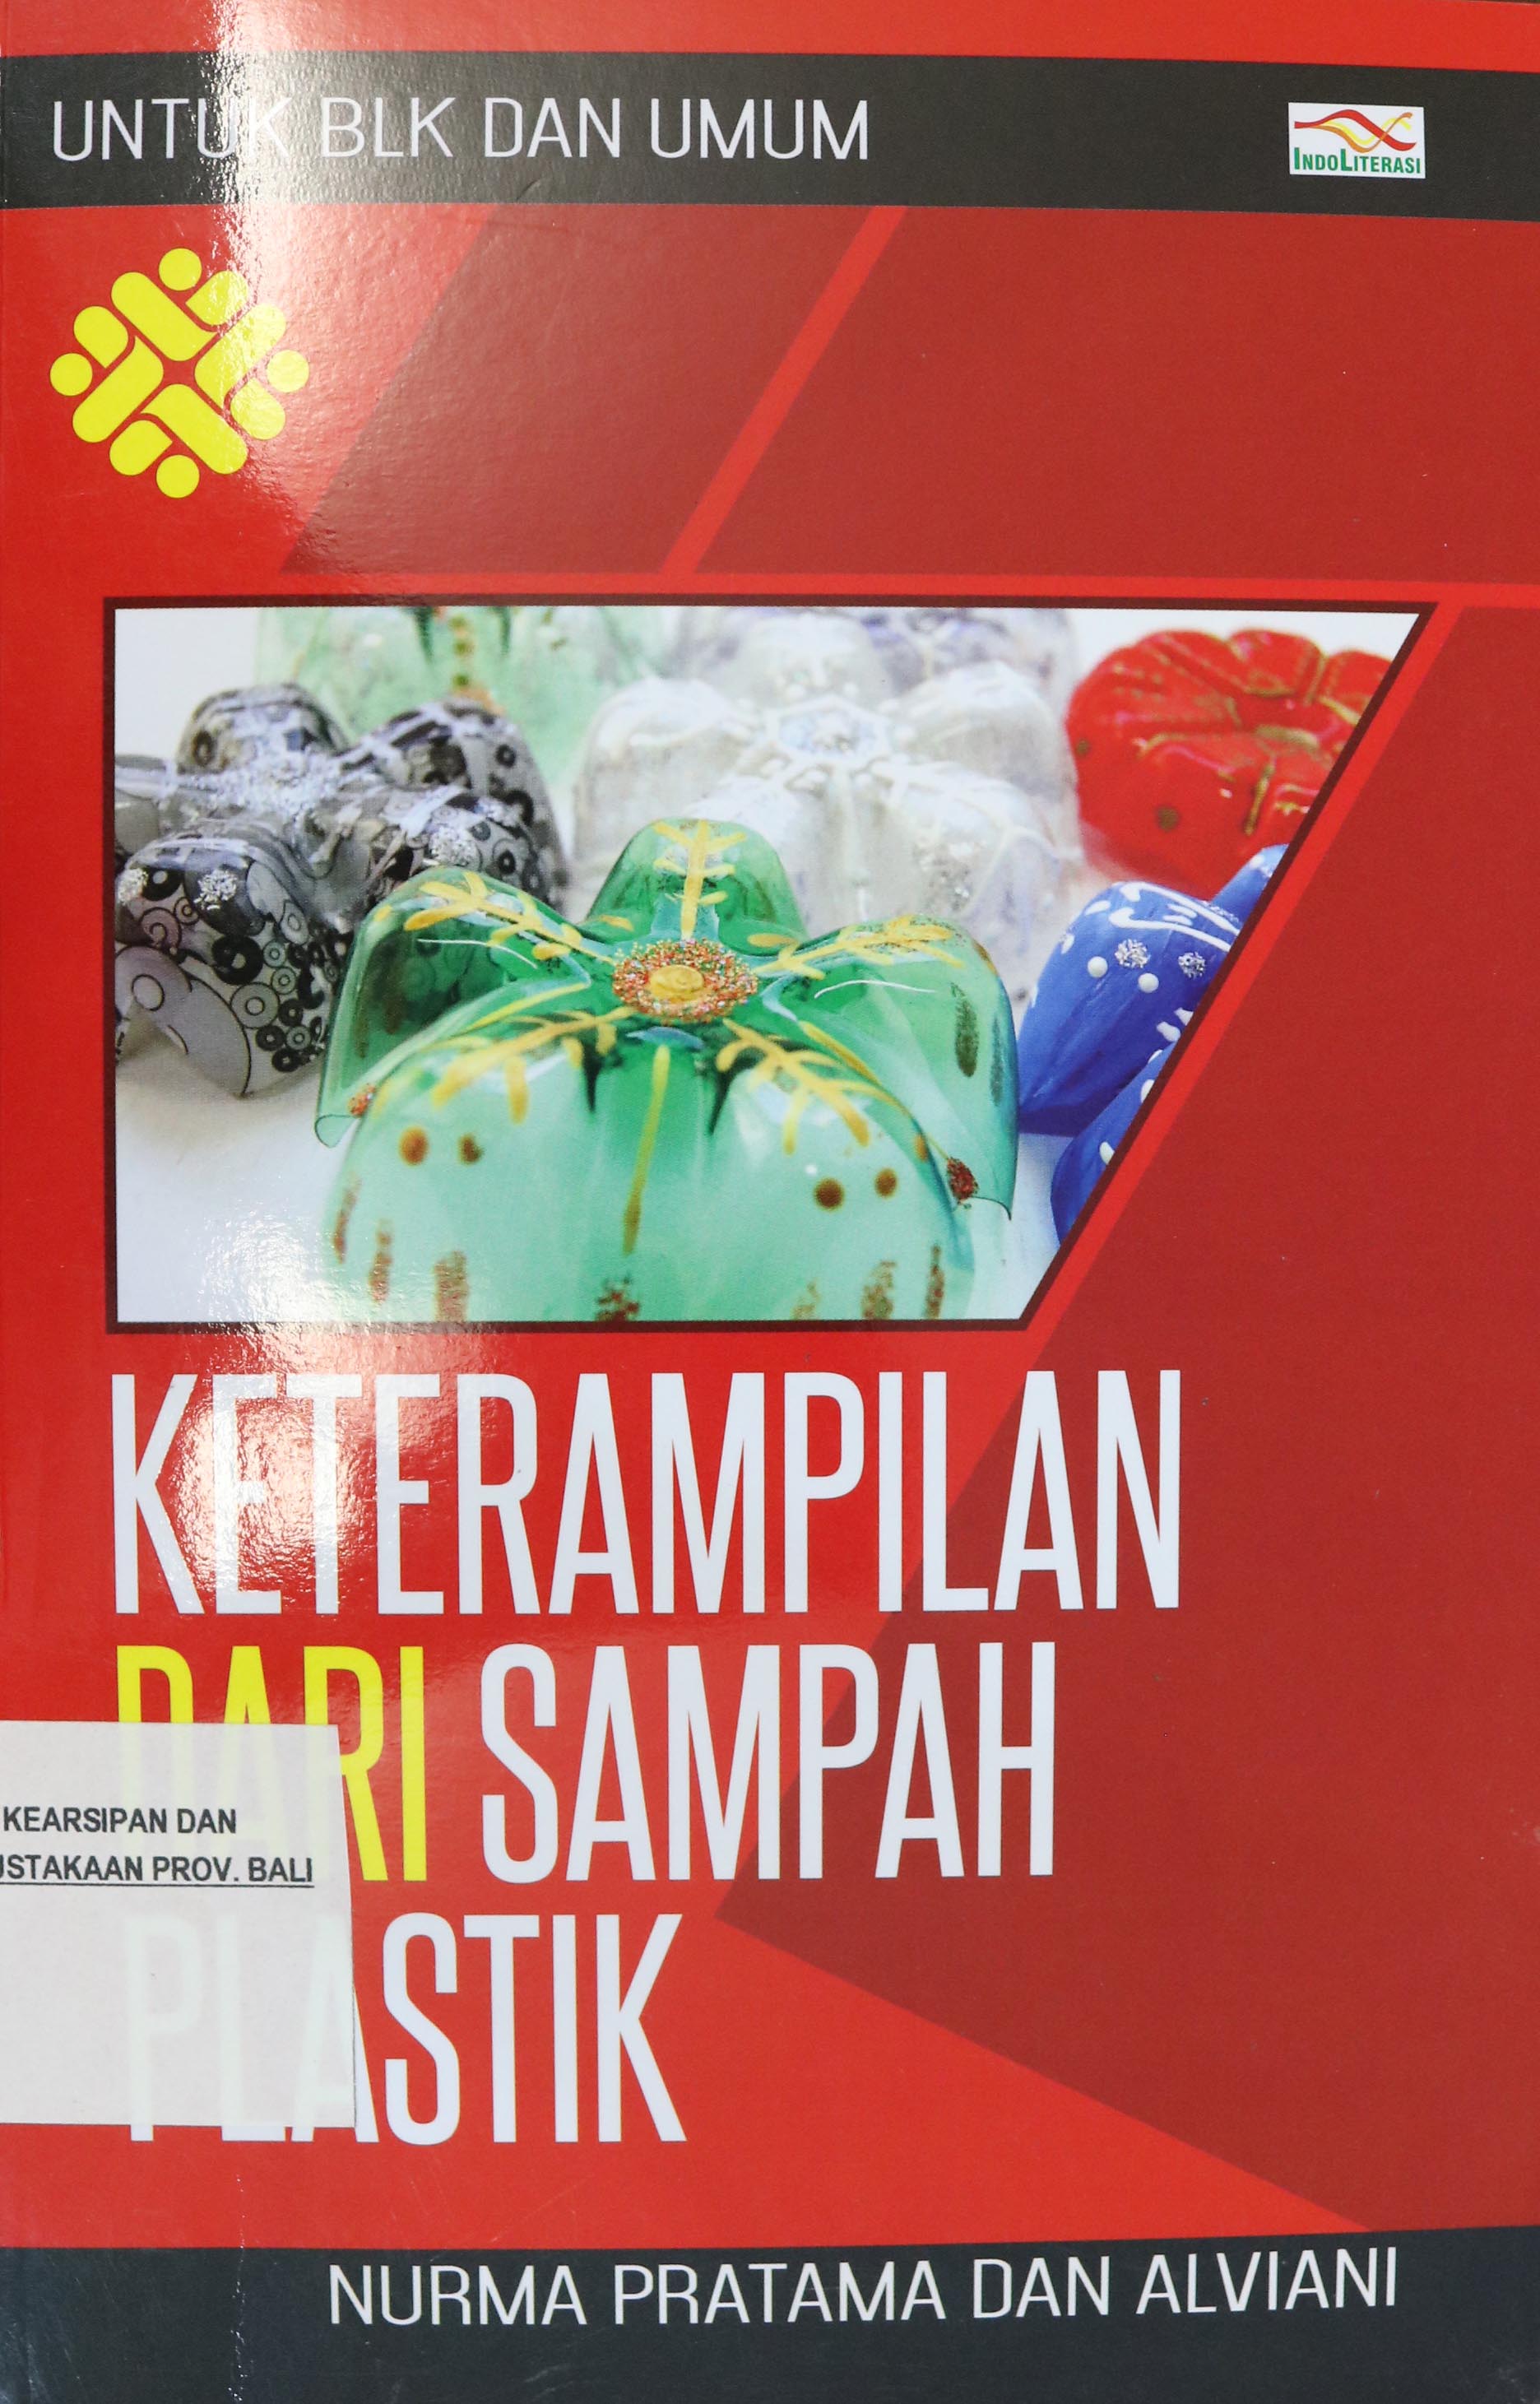 UNTUK BLK DAN UMUM
INDOLITERASI
KETERAMPILAN
DARI SAMPAH
KEARSIPAN DAN
USTAKAAN PROV. BALI
PLASTIK
NURMA PRATAMA DAN ALVIANI